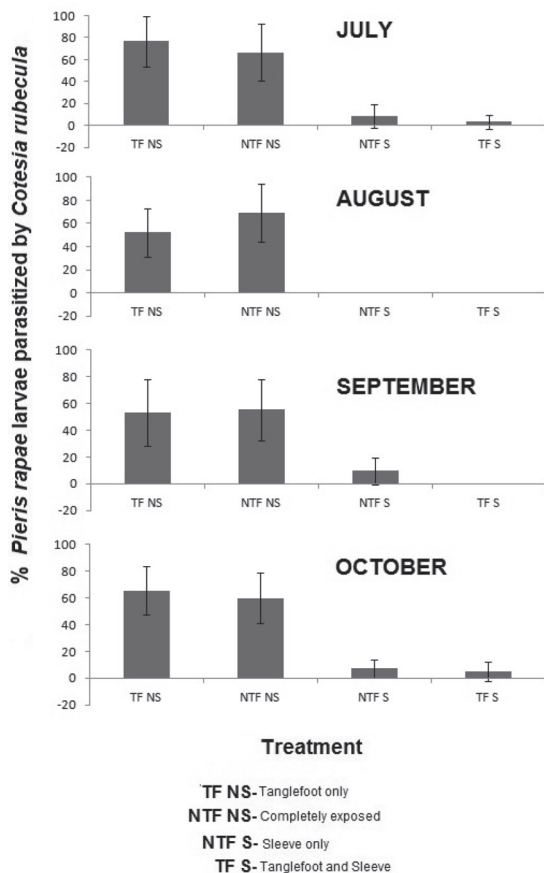 % Pieris rapae larvae parasitized by Cotesia rubecula
JULY
100
80
60
40
20
0
-20
TF NS
NTF NS
NTF S
TF S
AUGUST
100
80
60
40
20
0
-20
TF NS
NTF NS
NTF S
TF S
SEPTEMBER
100
80
60
40
20
0
-20
TF NS
NTF NS
NTF S
TF S
OCTOBER
100
80
60
40
20
0
-20
TF NS
NTF NS
NTF S
TF S
Treatment
TF NS- Tanglefoot only
NTF NS- Completely exposed
NTF S- Sleeve only
TF S- Tanglefoot and Sleeve